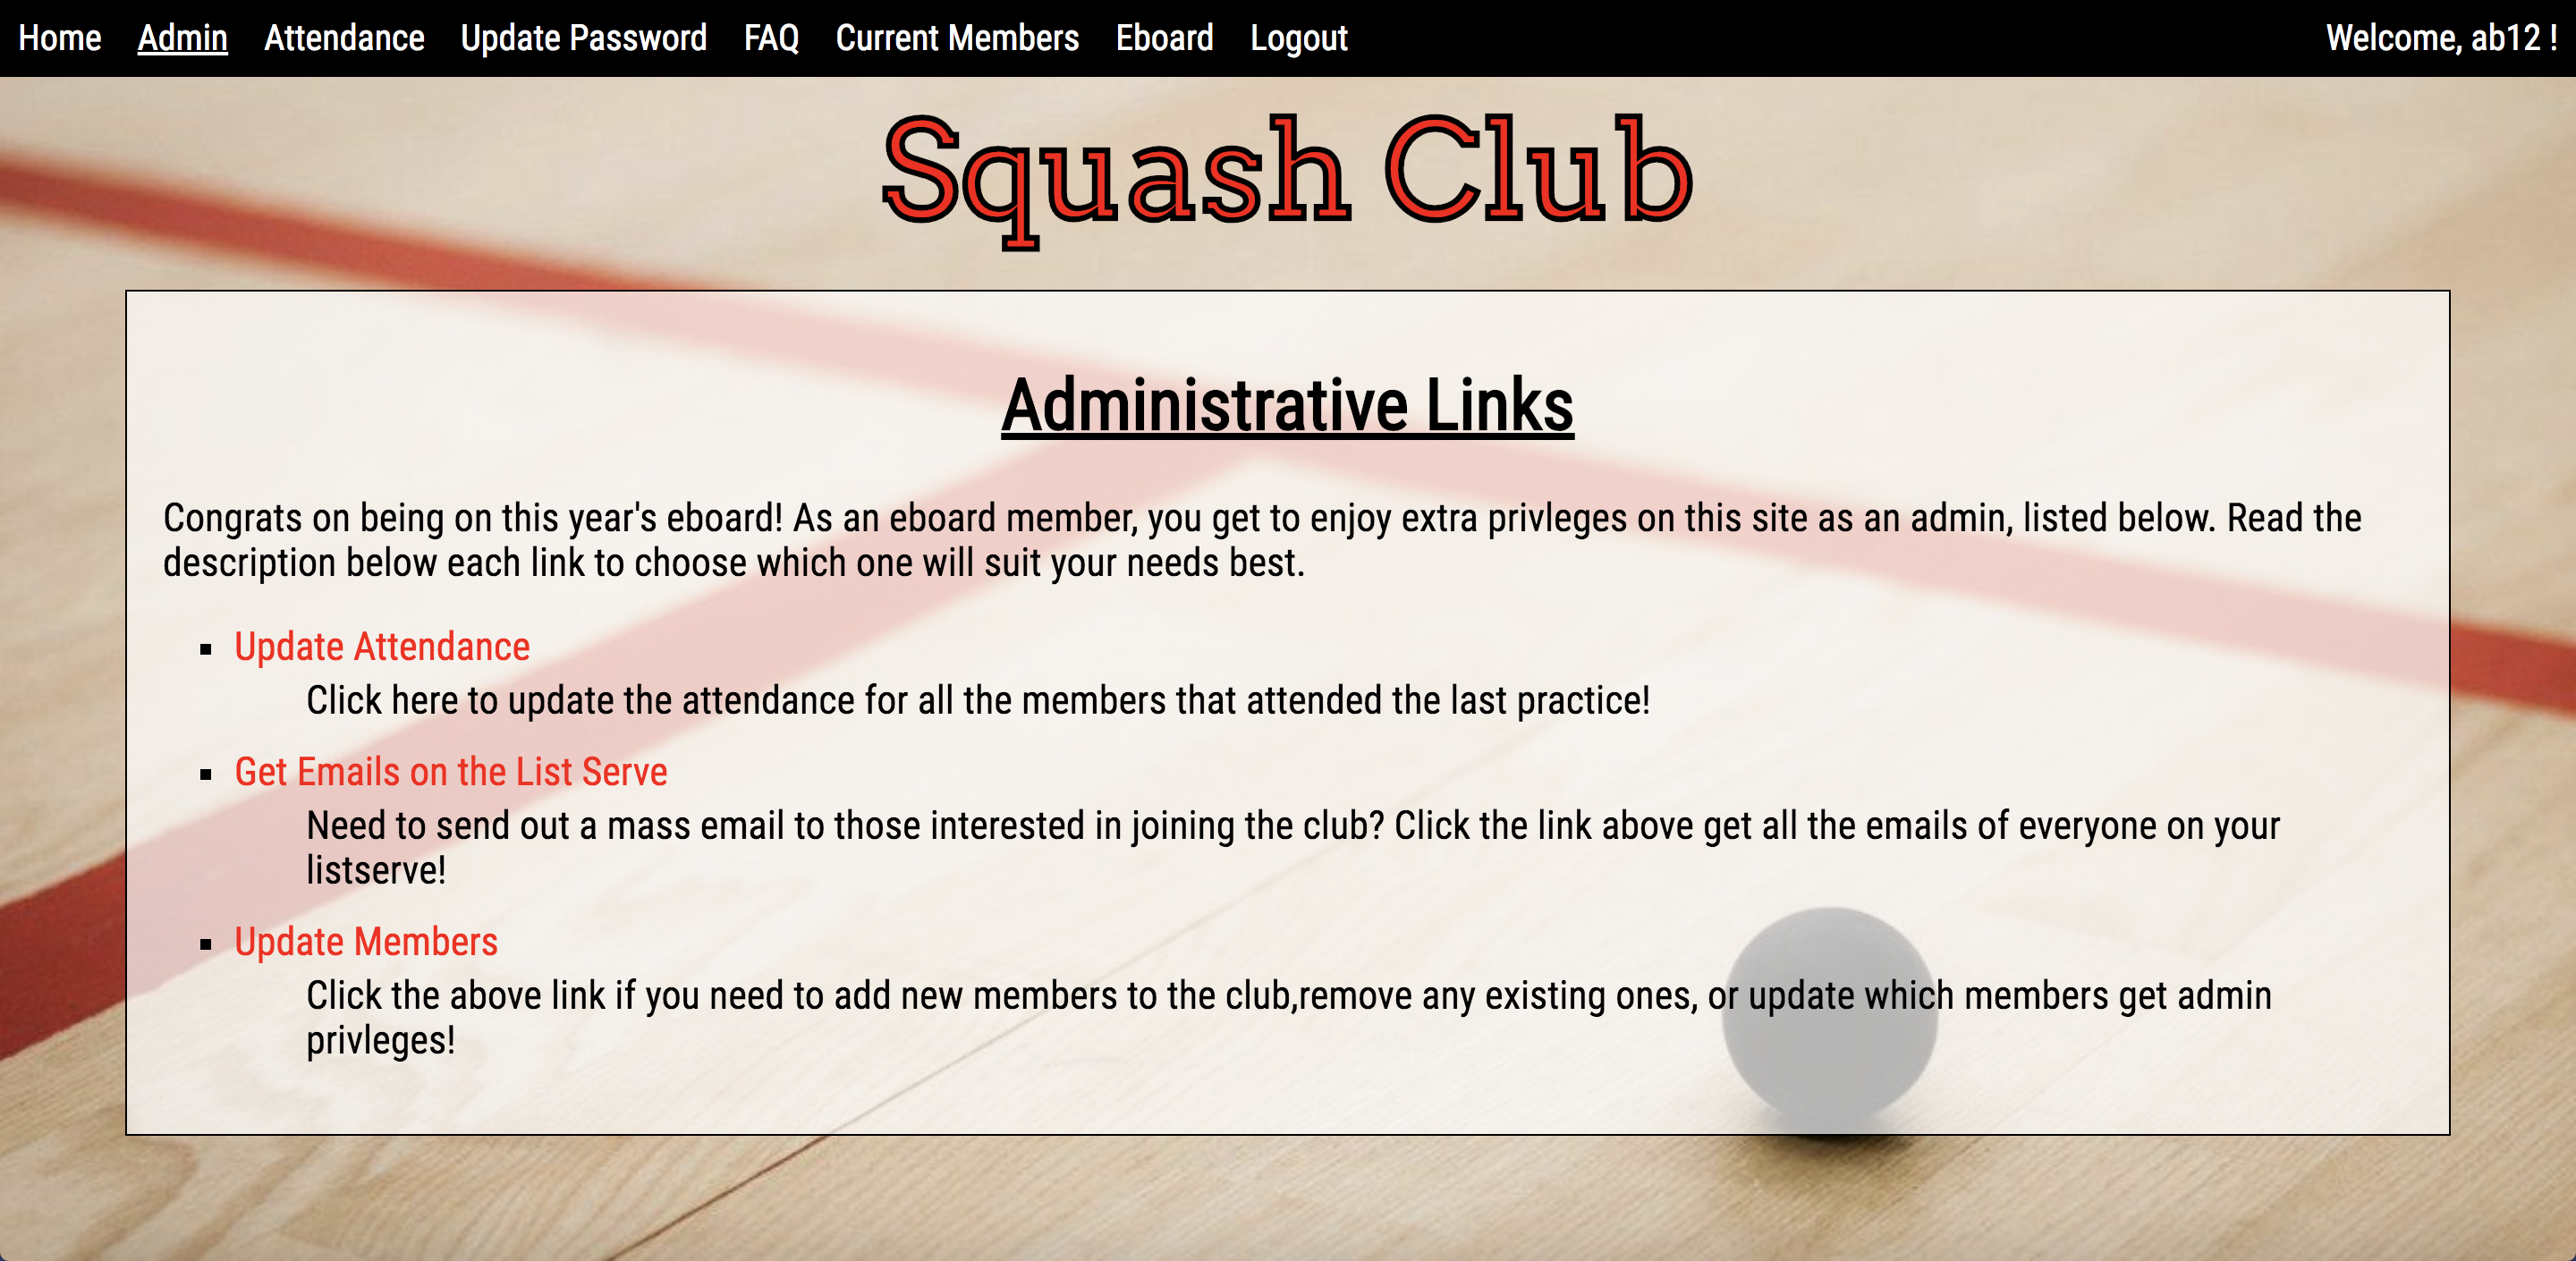 Home Admin Attendance Update Password FAQ Current Members Eboard Logout Welcome, ab12 !
Squash Club
Administrative Links
Congrats on being on this year's eboard! As an eboard member, you get to enjoy extra privleges on this site as an admin, listed below. Read the
description below each link to choose which one will suit your needs best.
Update Attendance
Click here to update the attendance for all the members that attended the last practice!
Get Emails on the List Serve
Need to send out a mass email to those interested in joining the club? Click the link above get all the emails of everyone on your
listserve!
Update Members
Click the above link if you need to add new members to the club,remove any existing ones, or update which members get admin
privleges!